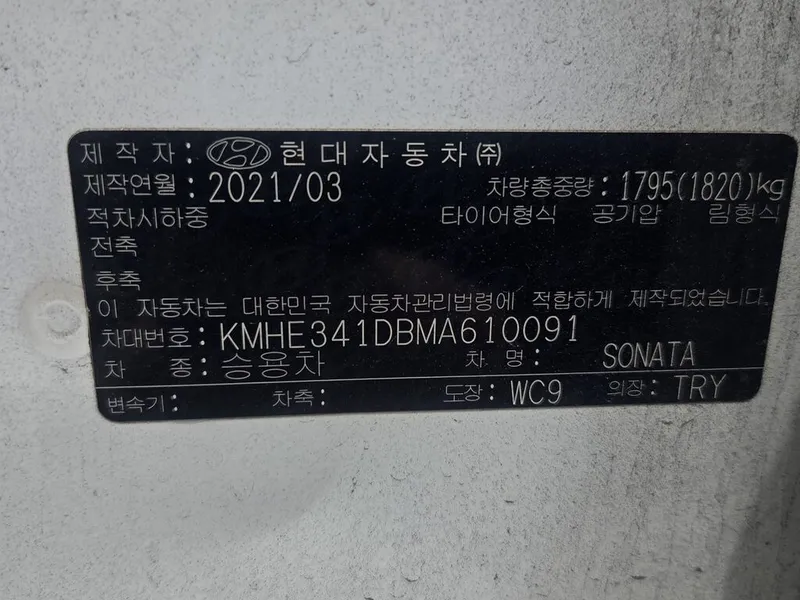 제 작 자 : 현대자동차(주)
제작연월 : 2021/03 차량총중량 : 1795(1820)kg
적차시하중 타이어형식 공기압 림형식
전축
후축
이 자동차는 대한민국 자동차관리법령에 적합하게 제작되었습니다.
차대번호 : KMHE341DBMA610091
차 종 : 승용차 차 명 : SONATA
변속기 : 차축 : 도장 : WC9 의장 : TRY